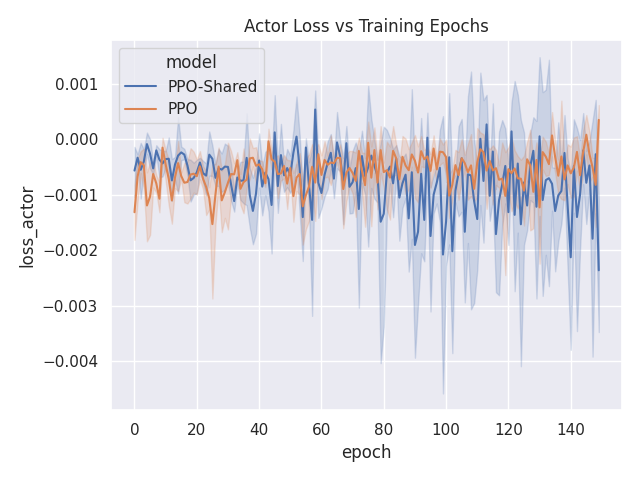 Actor Loss vs Training Epochs
model
PPO-Shared
PPO
0.001
0.000
−0.001
−0.002
−0.003
−0.004
loss_actor
0 20 40 60 80 100 120 140
epoch